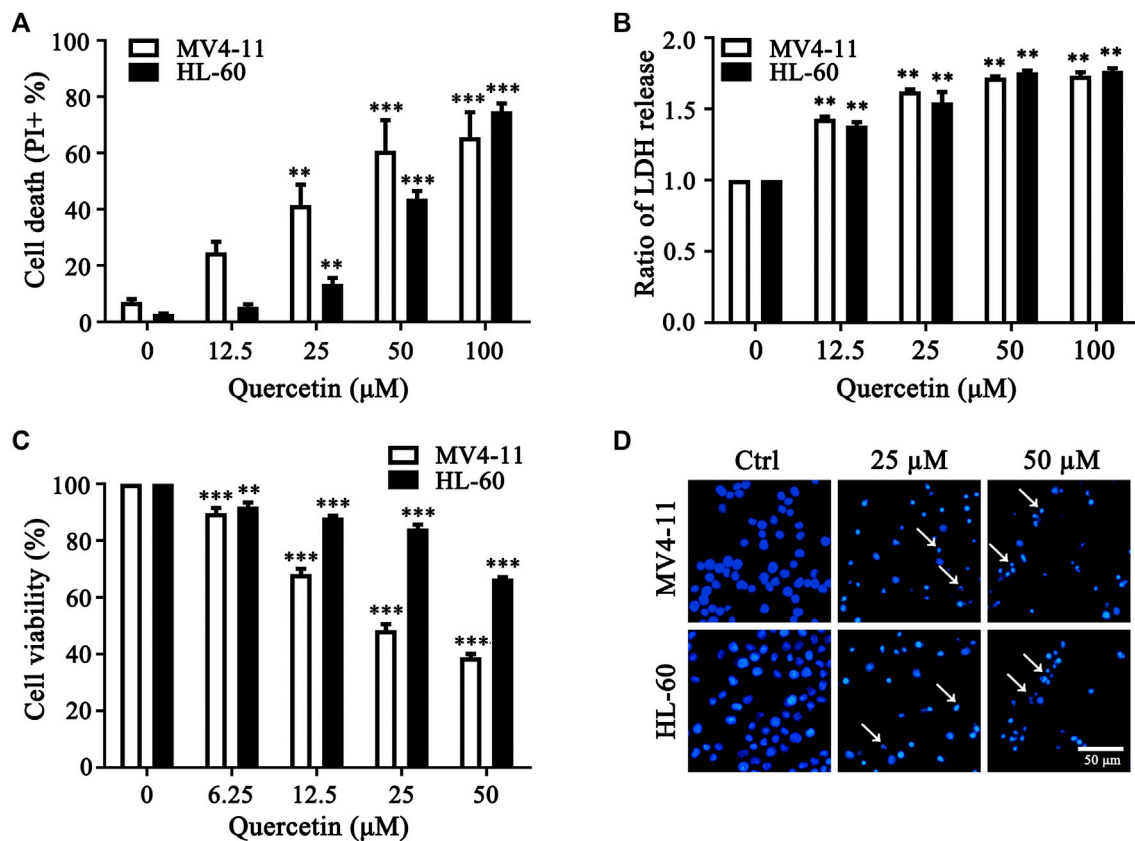 A
100
80
60
40
20
0
Cell death (PI+ %)
MV4-11
HL-60
** ** *** *** *** ***
0 12.5 25 50 100
Quercetin (μM)
B
2.0
1.5
1.0
0.5
0.0
Ratio of LDH release
MV4-11
HL-60
** ** ** ** ** ** ** **
0 12.5 25 50 100
Quercetin (μM)
C
100
80
60
40
20
0
Cell viability (%)
MV4-11
HL-60
*** ** *** *** *** *** *** ***
0 6.25 12.5 25 50
Quercetin (μM)
D
Ctrl 25 μM 50 μM
MV4-11
HL-60
50 μm